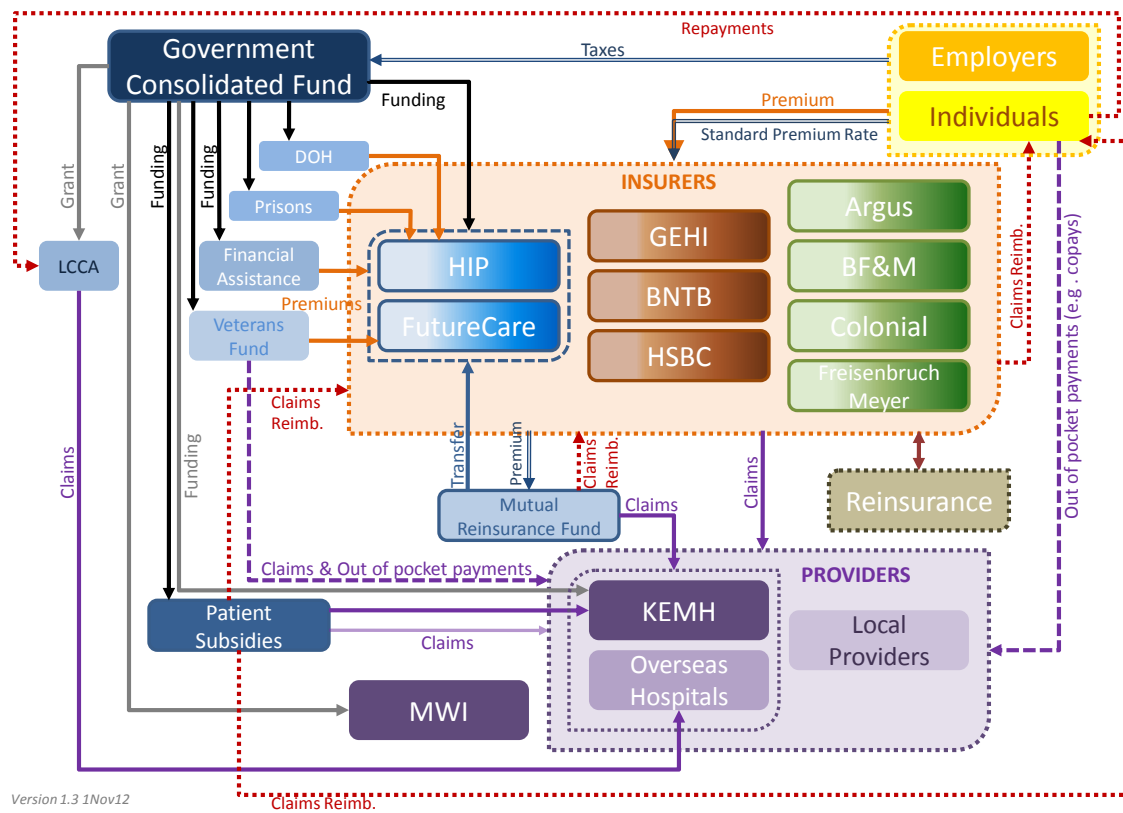 Repayments
Government
Consolidated Fund
Taxes
Employers
Funding
Premium
Individuals
Standard Premium Rate
Grant
Grant
Funding
Funding
DOH
INSURERS
Prisons
Argus
GEHI
LCCA
Financial
Assistance
HIP
BF&M
Premiums
BNTB
Veterans
Fund
FutureCare
Colonial
HSBC
Freisenbruch
Meyer
Claims Reimb.
Out of pocket payments (e.g . copays)
Claims
Reimb.
Claims
Funding
Transfer
Premium
Claims
Reimb.
Claims
Reinsurance
Mutual
Reinsurance Fund
Claims
Claims & Out of pocket payments
PROVIDERS
Patient
Subsidies
KEMH
Local
Providers
Claims
Overseas
Hospitals
MWI
Version 1.3 1Nov12
Claims Reimb.